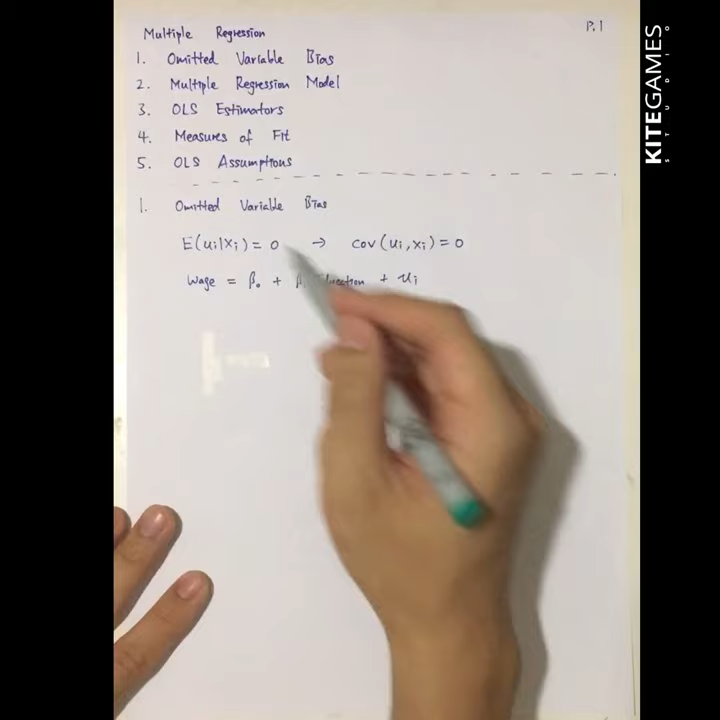 Multiple Regression
P.1
1. Omitted Variable Bias
2. Multiple Regression Model
3. OLS Estimators
4. Measures of Fit
5. OLS Assumptions
1. Omitted Variable Bias
E(ui|xi) = 0 → cov(ui, xi) = 0
Wage = β₀ + + ui
KITEGAMES
STUDIO